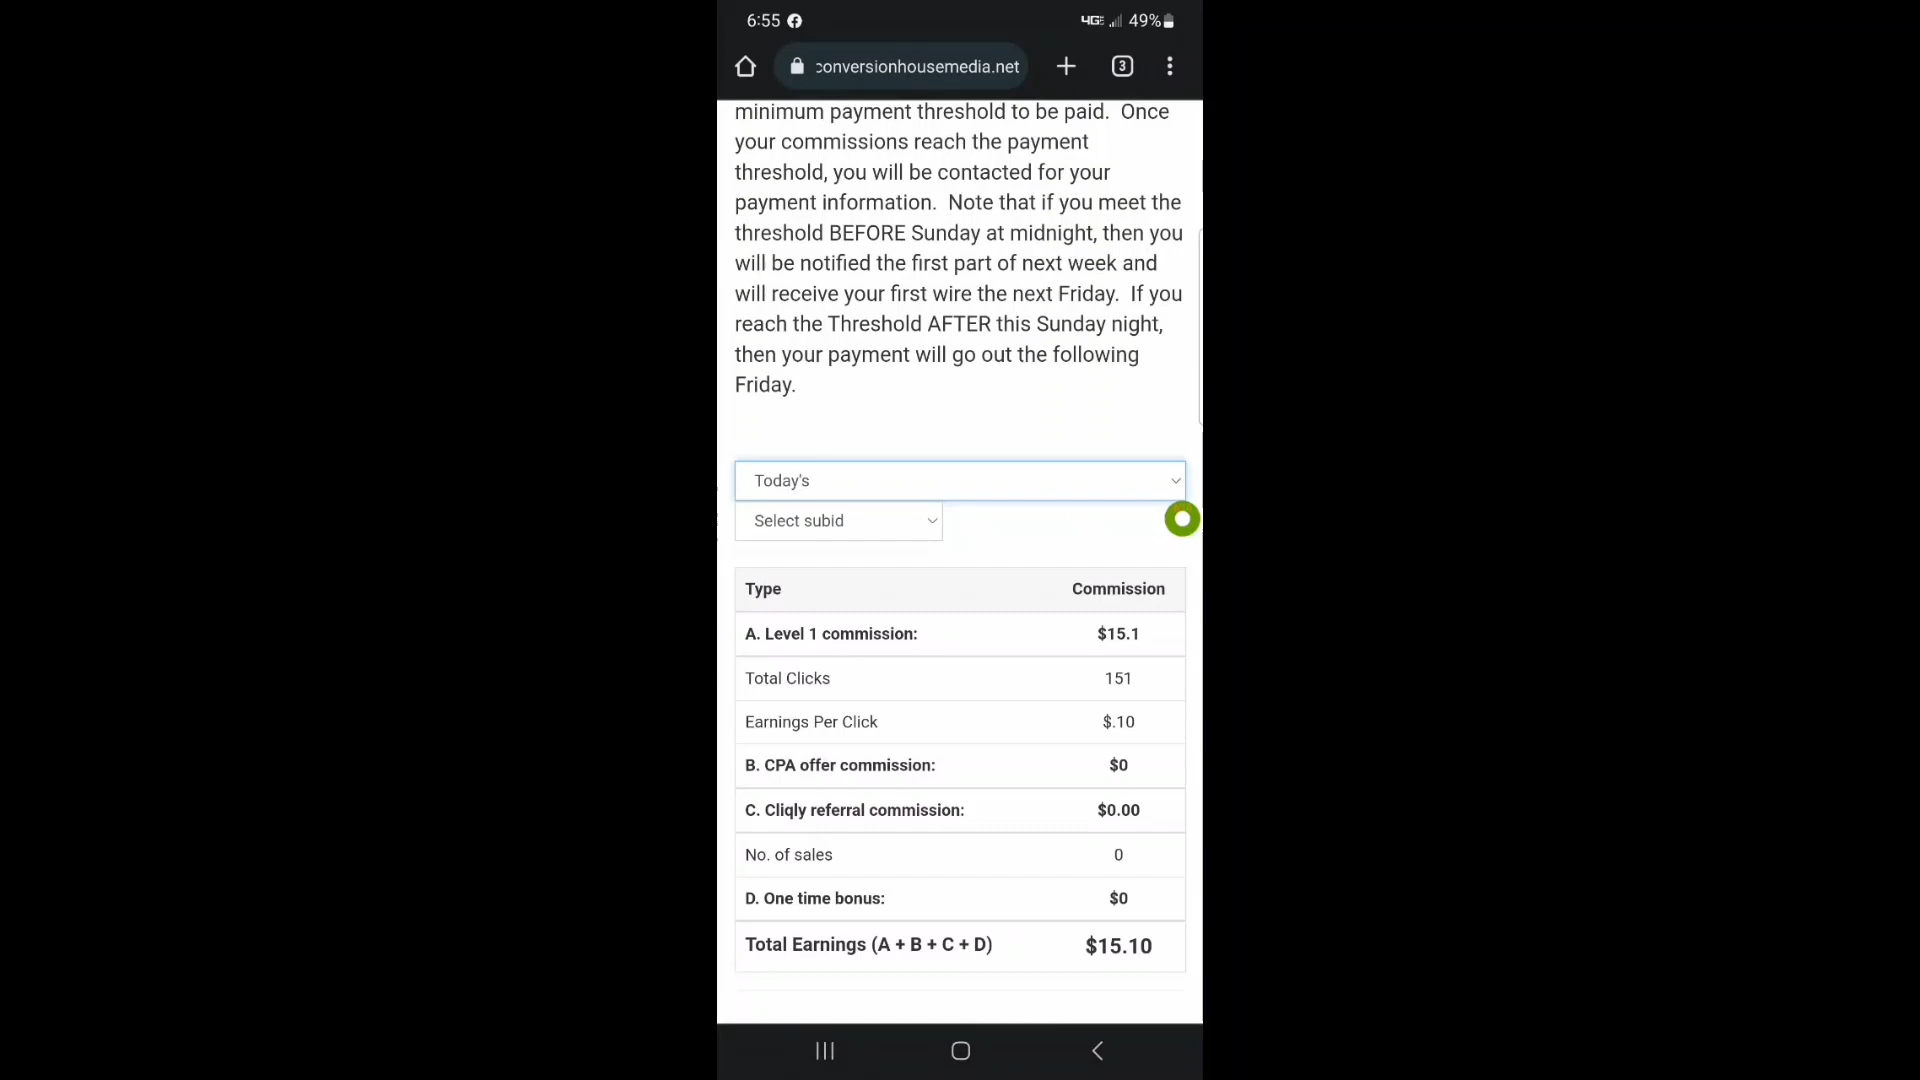 6:55
4GE 49%
conversionhousemedia.net
3
minimum payment threshold to be paid. Once
your commissions reach the payment
threshold, you will be contacted for your
payment information. Note that if you meet the
threshold BEFORE Sunday at midnight, then you
will be notified the first part of next week and
will receive your first wire the next Friday. If you
reach the Threshold AFTER this Sunday night,
then your payment will go out the following
Friday.
Today's
Select subid
Type Commission
A. Level 1 commission: $15.1
Total Clicks 151
Earnings Per Click $.10
B. CPA offer commission: $0
C. Cliqly referral commission: $0.00
No. of sales 0
D. One time bonus: $0
Total Earnings (A + B + C + D) $15.10